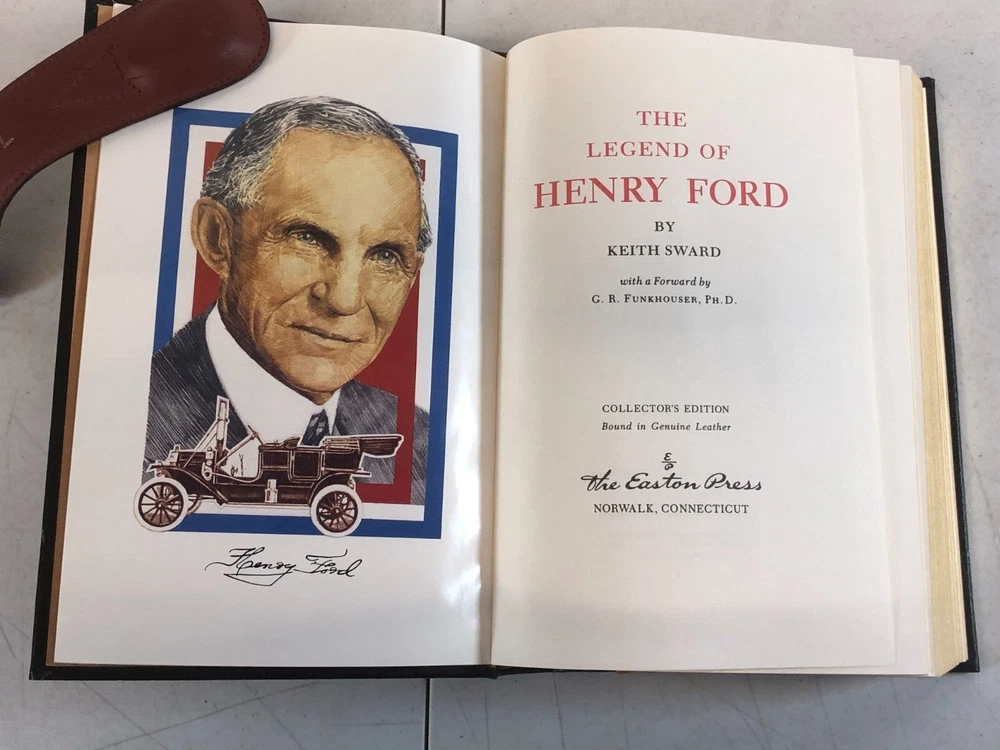 Henry Ford
THE
LEGEND OF
HENRY FORD
BY
KEITH SWARD
with a Forward by
G. R. FUNKHOUSER, PH.D.
COLLECTOR'S EDITION
Bound in Genuine Leather
E/P
the Easton Press
NORWALK, CONNECTICUT